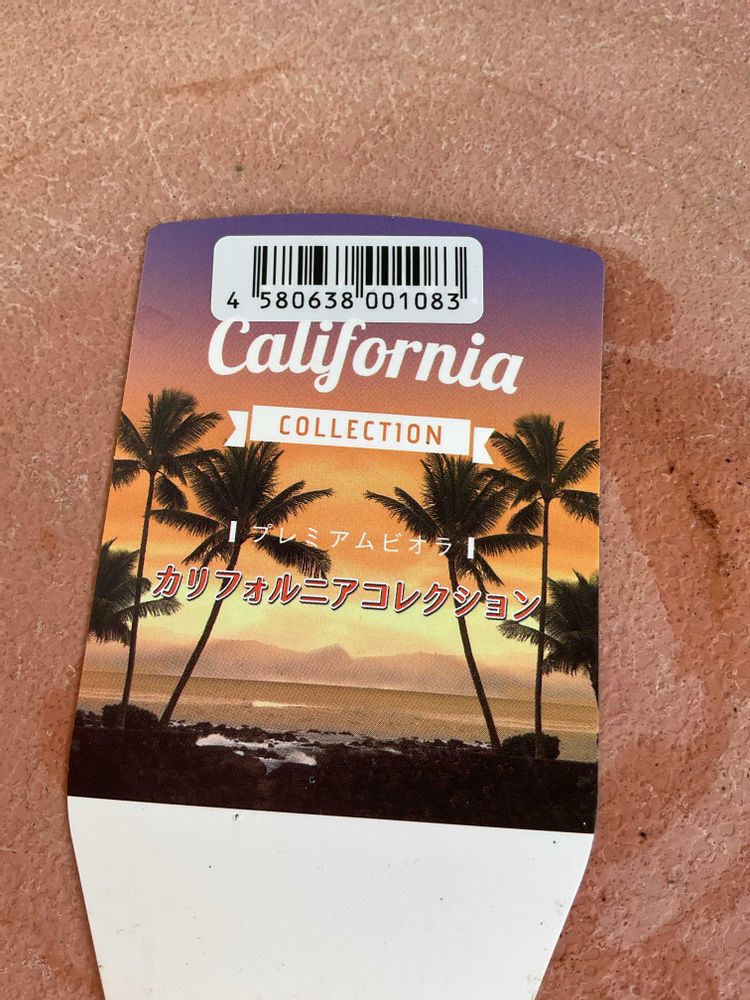 4 580638 001083
California
COLLECTION
プレミアムビオラ
カリフォルニアコレクション